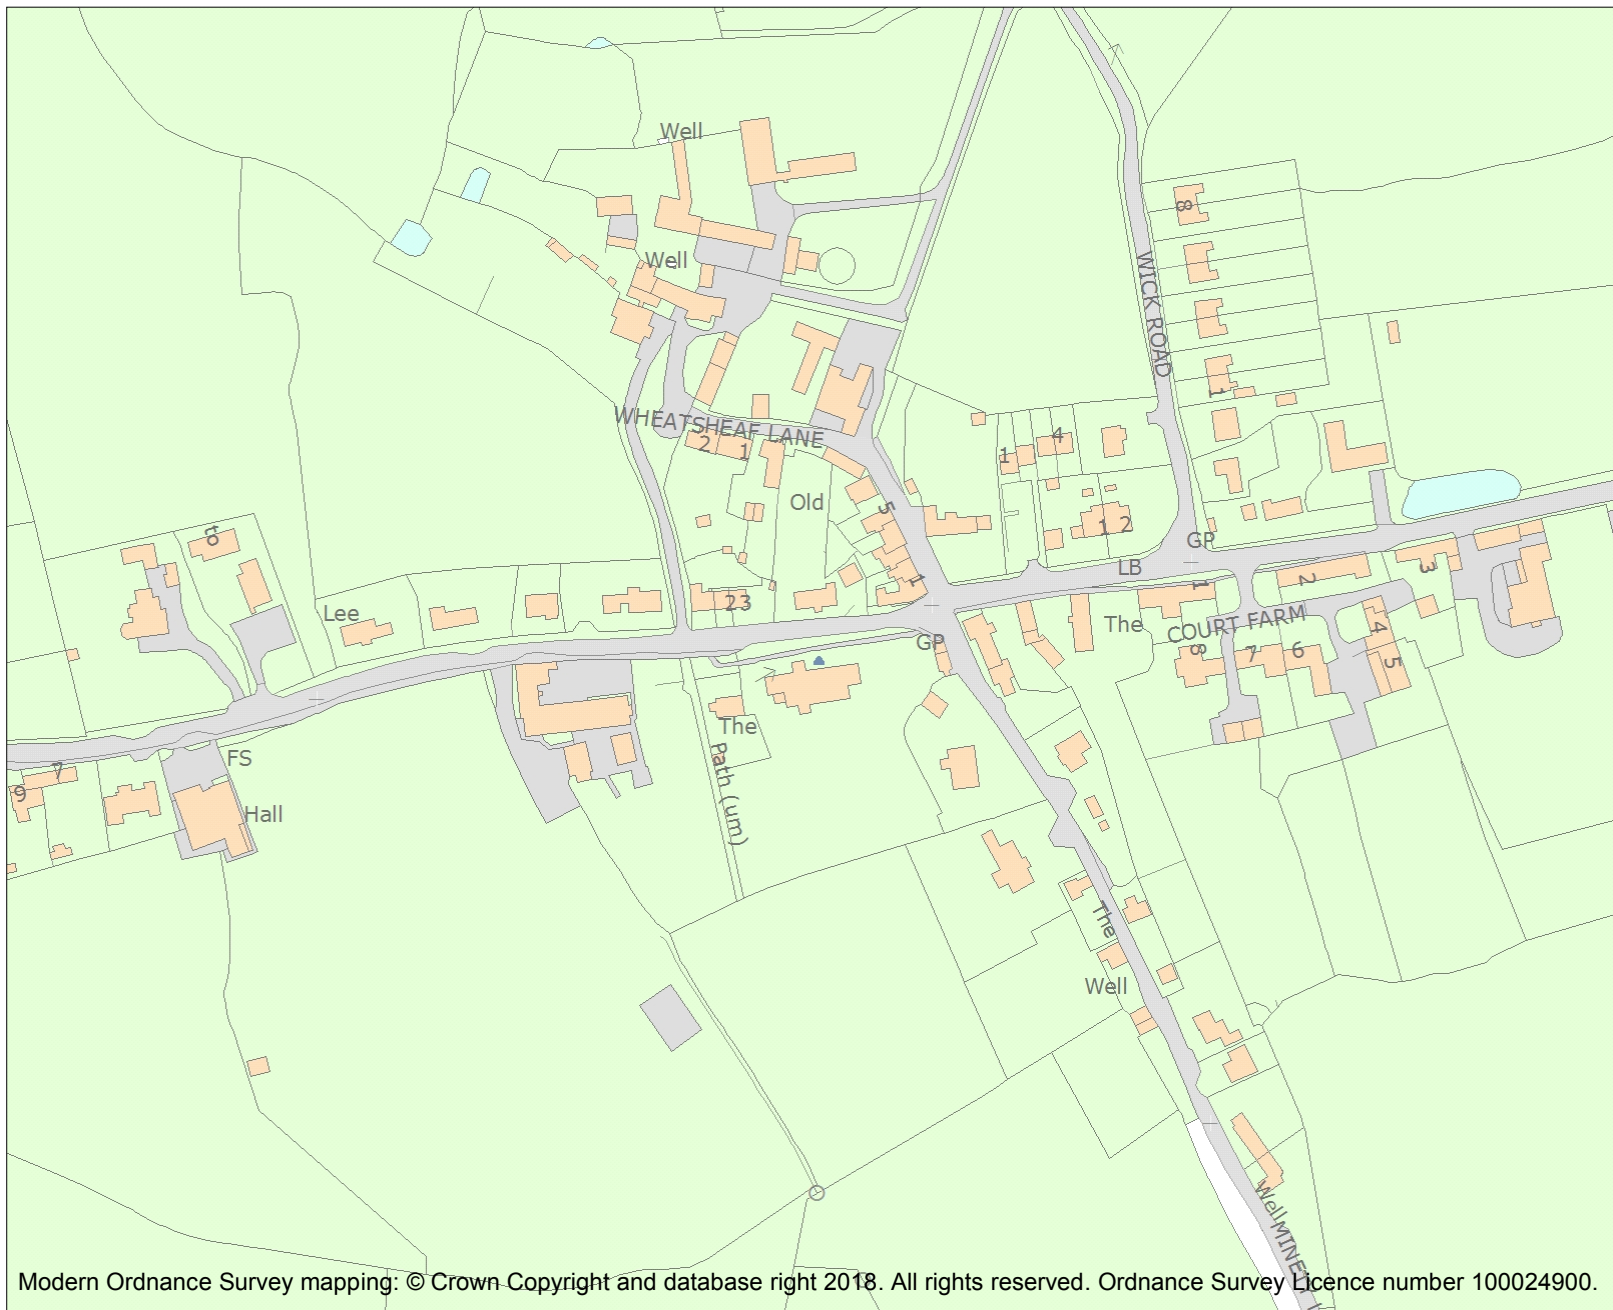 Well
8
Well
WICK ROAD
1
WHEATSHEAF LANE
2
1
4
1
Old
5
1 2
GP
to
LB
1
2
3
Lee
23
1
The
COURT FARM
4
GP
8
7
6
5
The
Path (um)
FS
7
9
Hall
The
Well
Well
Modern Ordnance Survey mapping: © Crown Copyright and database right 2018. All rights reserved. Ordnance Survey Licence number 100024900.